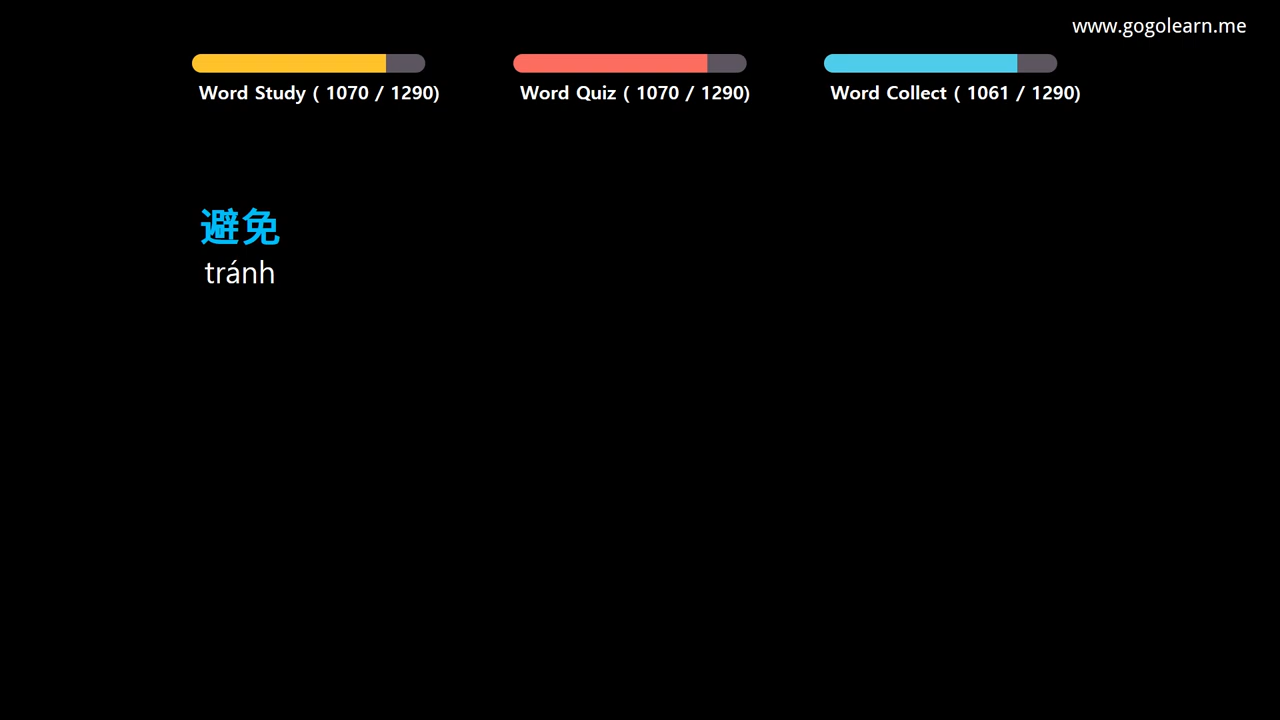 www.gogolearn.me
Word Study ( 1070 / 1290)
Word Quiz ( 1070 / 1290)
Word Collect ( 1061 / 1290)
避免
tránh